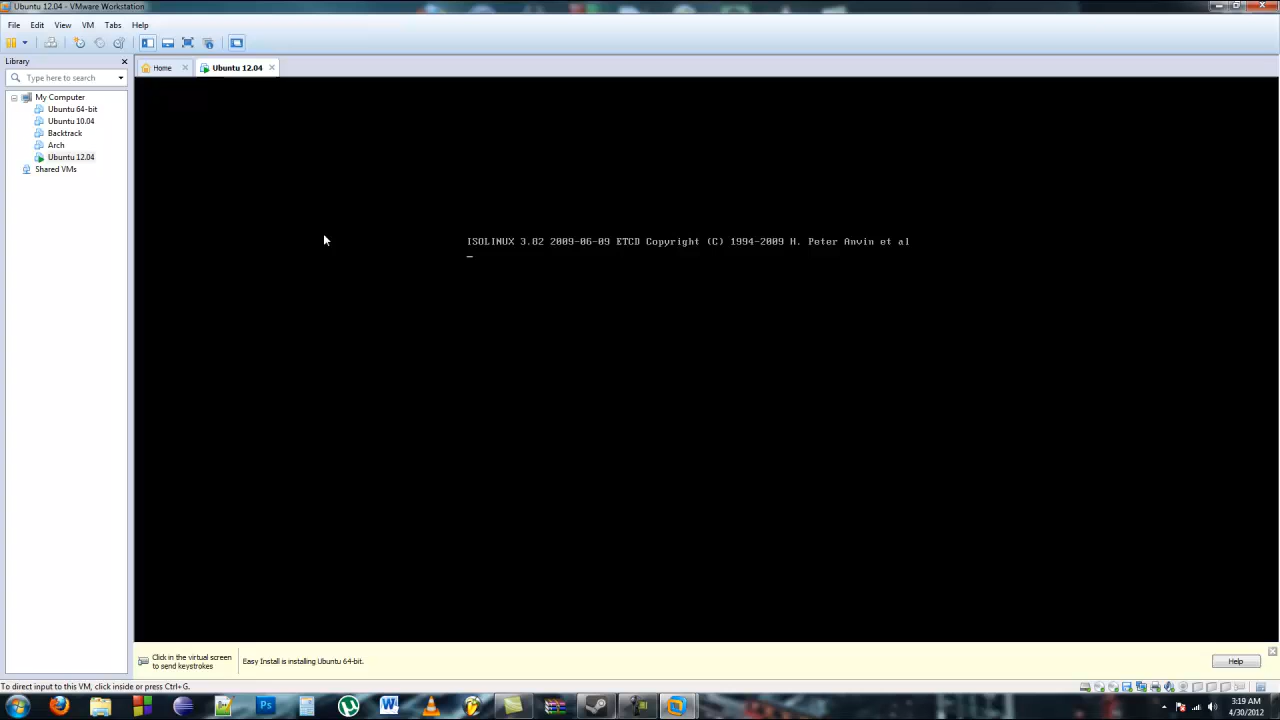 Ubuntu 12.04 - VMware Workstation
File Edit View VM Tabs Help
Library
Type here to search
My Computer
Ubuntu 64-bit
Ubuntu 10.04
Backtrack
Arch
Ubuntu 12.04
Shared VMs
Home
Ubuntu 12.04
ISOLINUX 3.82 2009-06-09 ETCD Copyright (C) 1994-2009 H. Peter Anvin et al
_
Click in the virtual screen
to send keystrokes
Easy Install is installing Ubuntu 64-bit.
Help
To direct input to this VM, click inside or press Ctrl+G.
Ps
W
3:19 AM
4/30/2012